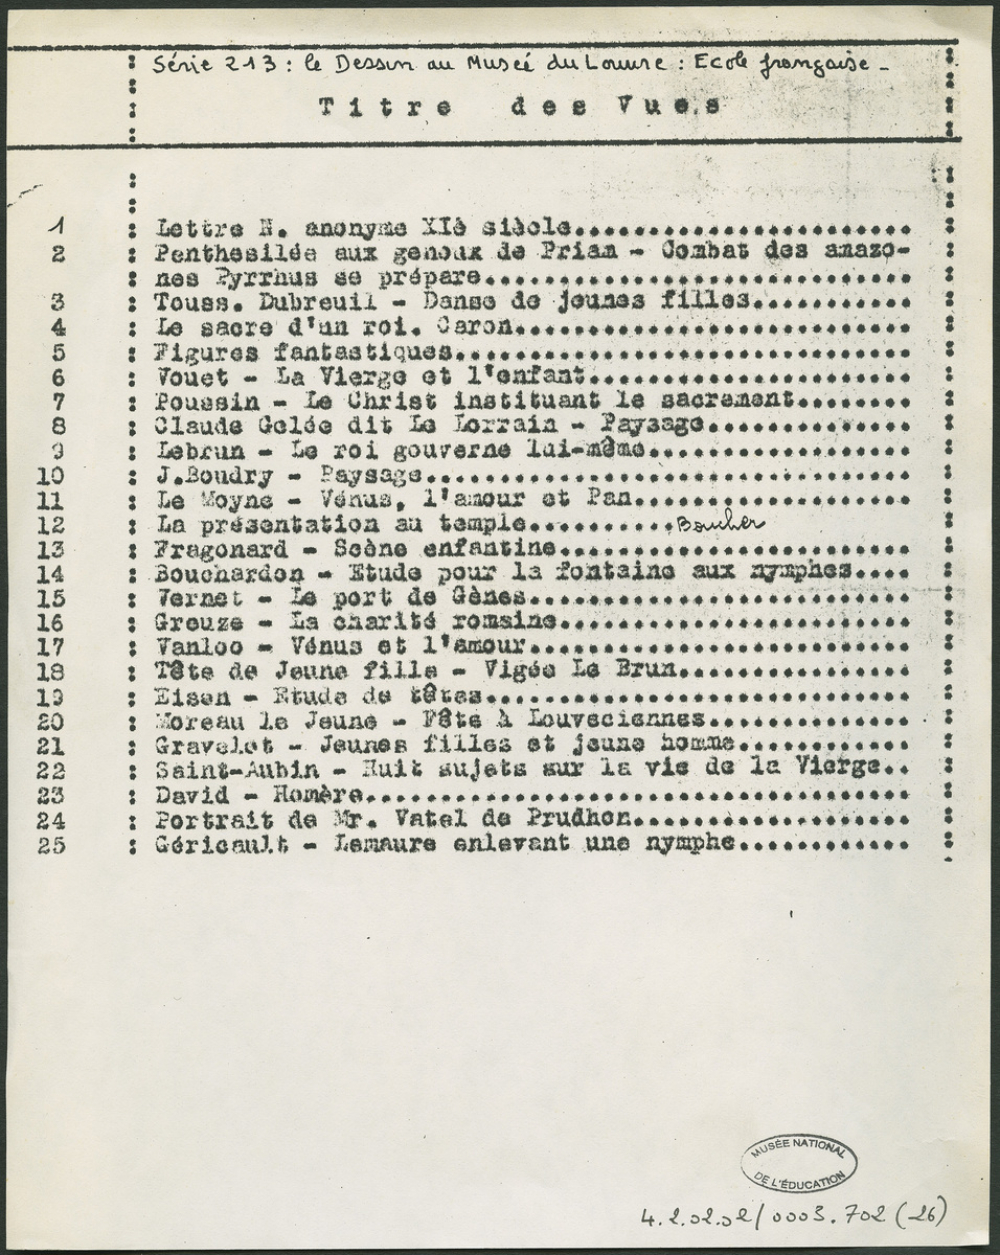 Série 213 : le Dessin au Musée du Louvre : Ecole française -
Titre des Vues
1 : Lettre N. anonyme XIè siècle........................
2 : Penthesilée aux genoux de Prian - Combat des amazo-
: nes Pyrrhus se prépare.............................
3 : Touss. Dubreuil - Danse de jeunes filles...........
4 : Le sacre d'un roi. Caron...........................
5 : Figures fantastiques...............................
6 : Vouet - La Vierge et l'enfant......................
7 : Poussin - Le Christ instituant le sacrement........
8 : Claude Gelée dit Le Lorrain - Paysage..............
9 : Lebrun - Le roi gouverne lui-même..................
10 : J.Boudry - Paysage.................................
11 : Le Moyne - Vénus, l'amour et Pan...................
12 : La présentation au temple..........Boucher
13 : Fragonard - Scène enfantine........................
14 : Bouchardon - Etude pour la fontaine aux nymphes....
15 : Vernet - Le port de Gènes..........................
16 : Greuze - La charité romaine........................
17 : Vanloo - Vénus et l'amour..........................
18 : Tête de Jeune fille - Vigée Le Brun................
19 : Eisen - Etude de têtes.............................
20 : Moreau le Jeune - Fête à Louveciennes..............
21 : Gravelot - Jeunes filles et jeune homme............
22 : Saint-Aubin - Huit sujets sur la vie de la Vierge..
23 : David - Homère.....................................
24 : Portrait de Mr. Vatel de Prudhon...................
25 : Géricault - Lemaure enlevant une nymphe............
MUSÉE NATIONAL
DE L'ÉDUCATION
4.2.02.02/0003.702 (26)